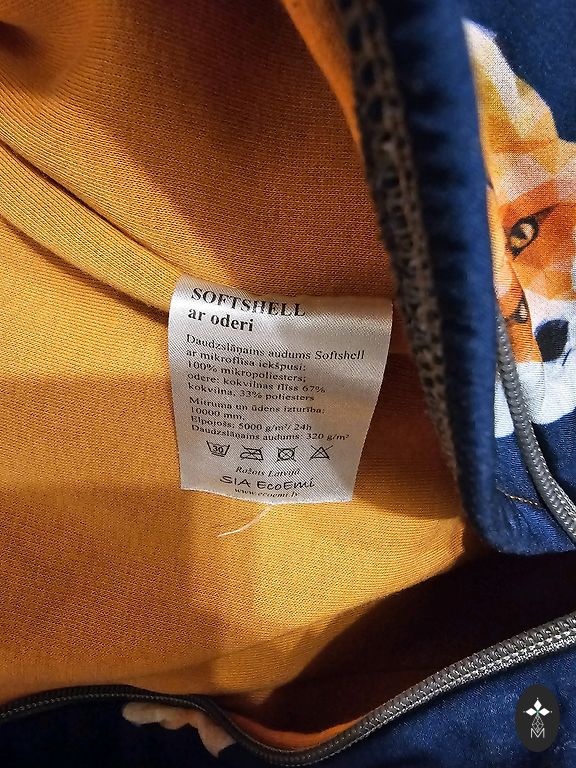 SOFTSHELL
ar oderi
Daudzslāņains audums Softshell
ar mikroflīsa iekšpusi:
100% mikropoliesters;
odere: kokvilnas flīss 67%
kokvilna, 33% poliesters
Mitruma un ūdens izturība:
10000 mm.
Elpojošs: 5000 g/m²/ 24h
Daudzslāņains audums: 320 g/m²
30
Ražots Latvijā
SIA EcoEmi
www.ecoemi.lv
M